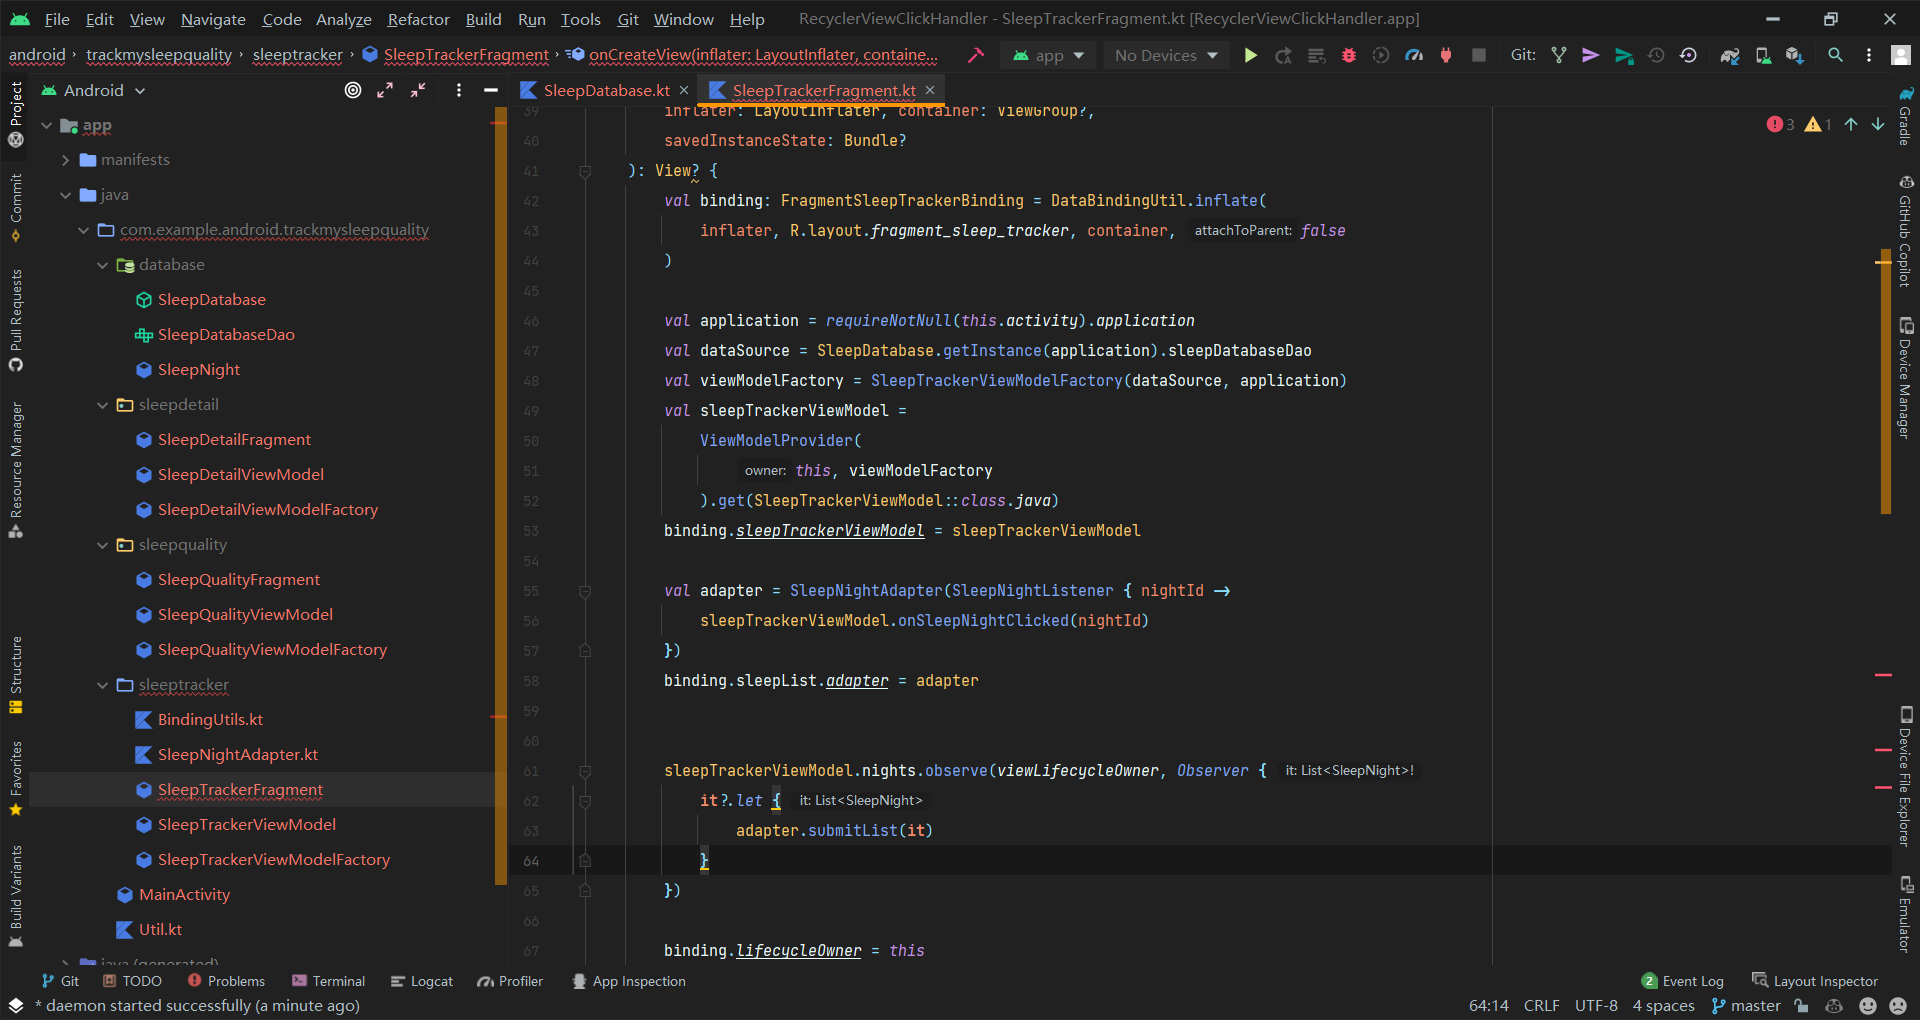 File Edit View Navigate Code Analyze Refactor Build Run Tools Git Window Help RecyclerViewClickHandler - SleepTrackerFragment.kt [RecyclerViewClickHandler.app]
android trackmysleepquality sleeptracker SleepTrackerFragment onCreateView(inflater: LayoutInflater, containe... app No Devices Git:
Android
SleepDatabase.kt SleepTrackerFragment.kt
Project
Commit
Pull Requests
Resource Manager
Structure
Favorites
Build Variants
app
manifests
java
com.example.android.trackmysleepquality
database
SleepDatabase
SleepDatabaseDao
SleepNight
sleepdetail
SleepDetailFragment
SleepDetailViewModel
SleepDetailViewModelFactory
sleepquality
SleepQualityFragment
SleepQualityViewModel
SleepQualityViewModelFactory
sleeptracker
BindingUtils.kt
SleepNightAdapter.kt
SleepTrackerFragment
SleepTrackerViewModel
SleepTrackerViewModelFactory
MainActivity
Util.kt
java (generated)
3 1
39 inflater: LayoutInflater, container: ViewGroup?,
40 savedInstanceState: Bundle?
41 ): View? {
42 val binding: FragmentSleepTrackerBinding = DataBindingUtil.inflate(
43 inflater, R.layout.fragment_sleep_tracker, container, attachToParent: false
44 )
45
46 val application = requireNotNull(this.activity).application
47 val dataSource = SleepDatabase.getInstance(application).sleepDatabaseDao
48 val viewModelFactory = SleepTrackerViewModelFactory(dataSource, application)
49 val sleepTrackerViewModel =
50 ViewModelProvider(
51 owner: this, viewModelFactory
52 ).get(SleepTrackerViewModel::class.java)
53 binding.sleepTrackerViewModel = sleepTrackerViewModel
54
55 val adapter = SleepNightAdapter(SleepNightListener { nightId ->
56 sleepTrackerViewModel.onSleepNightClicked(nightId)
57 })
58 binding.sleepList.adapter = adapter
59
60
61 sleepTrackerViewModel.nights.observe(viewLifecycleOwner, Observer { it: List<SleepNight>!
62 it?.let { it: List<SleepNight>
63 adapter.submitList(it)
64 }
65 })
66
67 binding.lifecycleOwner = this
Gradle
GitHub Copilot
Device Manager
Device File Explorer
Emulator
Git TODO Problems Terminal Logcat Profiler App Inspection 2 Event Log Layout Inspector
* daemon started successfully (a minute ago) 64:14 CRLF UTF-8 4 spaces master